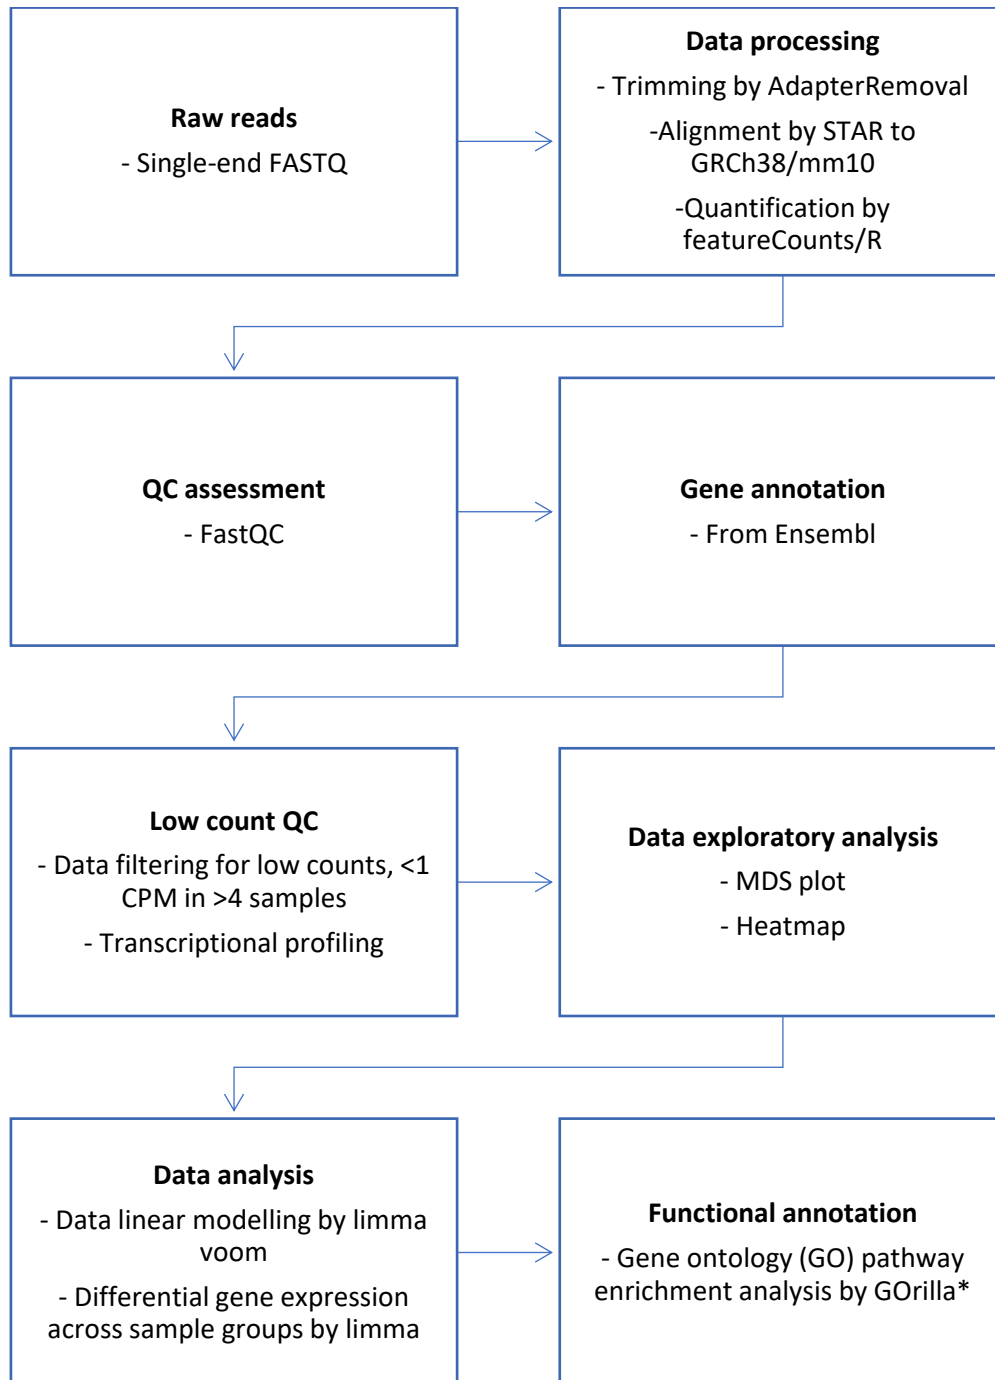 Raw reads
- Single-end FASTQ
Data processing
- Trimming by AdapterRemoval
-Alignment by STAR to
GRCh38/mm10
-Quantification by
featureCounts/R
QC assessment
- FastQC
Gene annotation
- From Ensembl
Low count QC
- Data filtering for low counts, <1
CPM in >4 samples
- Transcriptional profiling
Data exploratory analysis
- MDS plot
- Heatmap
Data analysis
- Data linear modelling by limma
voom
- Differential gene expression
across sample groups by limma
Functional annotation
- Gene ontology (GO) pathway
enrichment analysis by GOrilla*